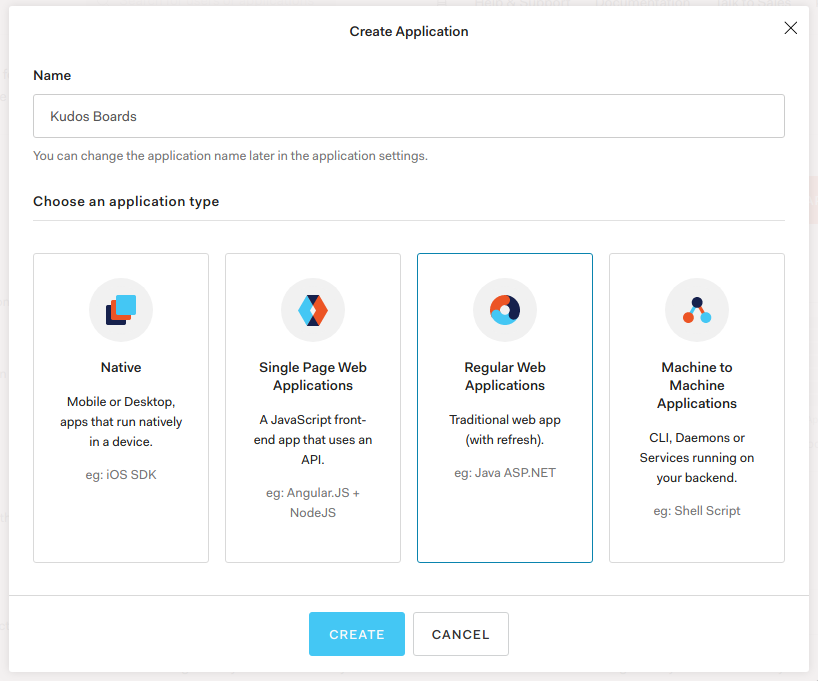 Create Application
Name
Kudos Boards
You can change the application name later in the application settings.
Choose an application type
Native
Mobile or Desktop,
apps that run natively
in a device.
eg: iOS SDK
Single Page Web
Applications
A JavaScript front-
end app that uses an
API.
eg: Angular.JS +
NodeJS
Regular Web
Applications
Traditional web app
(with refresh).
eg: Java ASP.NET
Machine to
Machine
Applications
CLI, Daemons or
Services running on
your backend.
eg: Shell Script
CREATE
CANCEL